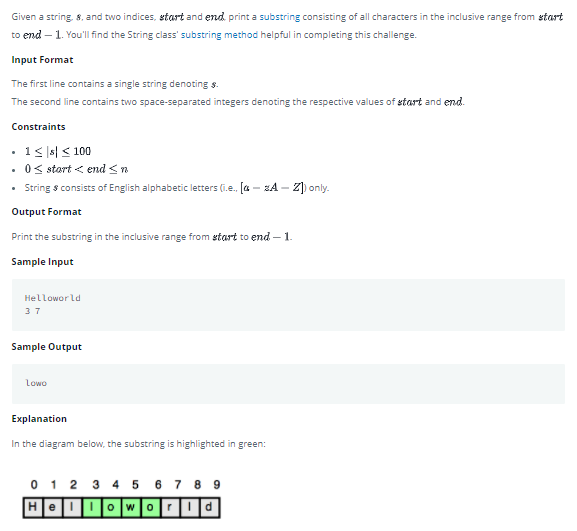 Given a string, s, and two indices, start and end, print a substring consisting of all characters in the inclusive range from start
to end − 1. You'll find the String class' substring method helpful in completing this challenge.
Input Format
The first line contains a single string denoting s.
The second line contains two space-separated integers denoting the respective values of start and end.
Constraints
• 1 ≤ |s| ≤ 100
• 0 ≤ start < end ≤ n
• String s consists of English alphabetic letters (i.e., [a − zA − Z]) only.
Output Format
Print the substring in the inclusive range from start to end − 1.
Sample Input
Helloworld
3 7
Sample Output
lowo
Explanation
In the diagram below, the substring is highlighted in green:
0 1 2 3 4 5 6 7 8 9
H e l l o w o r l d